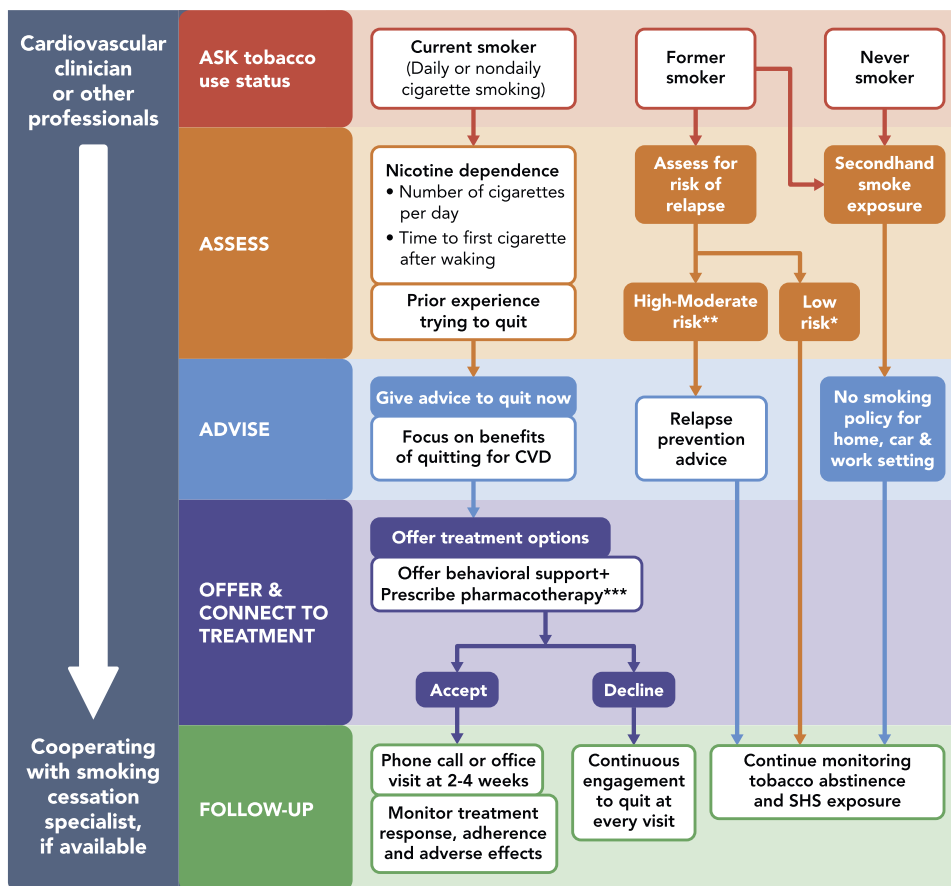 Cardiovascular
clinician
or other
professionals
Cooperating
with smoking
cessation
specialist,
if available
ASK tobacco
use status
Current smoker
(Daily or nondaily
cigarette smoking)
Former
smoker
Never
smoker
ASSESS
Nicotine dependence
• Number of cigarettes
per day
• Time to first cigarette
after waking
Prior experience
trying to quit
Assess for
risk of
relapse
Secondhand
smoke
exposure
High-Moderate
risk**
Low
risk*
ADVISE
Give advice to quit now
Focus on benefits
of quitting for CVD
Relapse
prevention
advice
No smoking
policy for
home, car &
work setting
OFFER &
CONNECT TO
TREATMENT
Offer treatment options
Offer behavioral support+
Prescribe pharmacotherapy***
Accept
Decline
FOLLOW-UP
Phone call or office
visit at 2-4 weeks
Monitor treatment
response, adherence
and adverse effects
Continuous
engagement
to quit at
every visit
Continue monitoring
tobacco abstinence
and SHS exposure